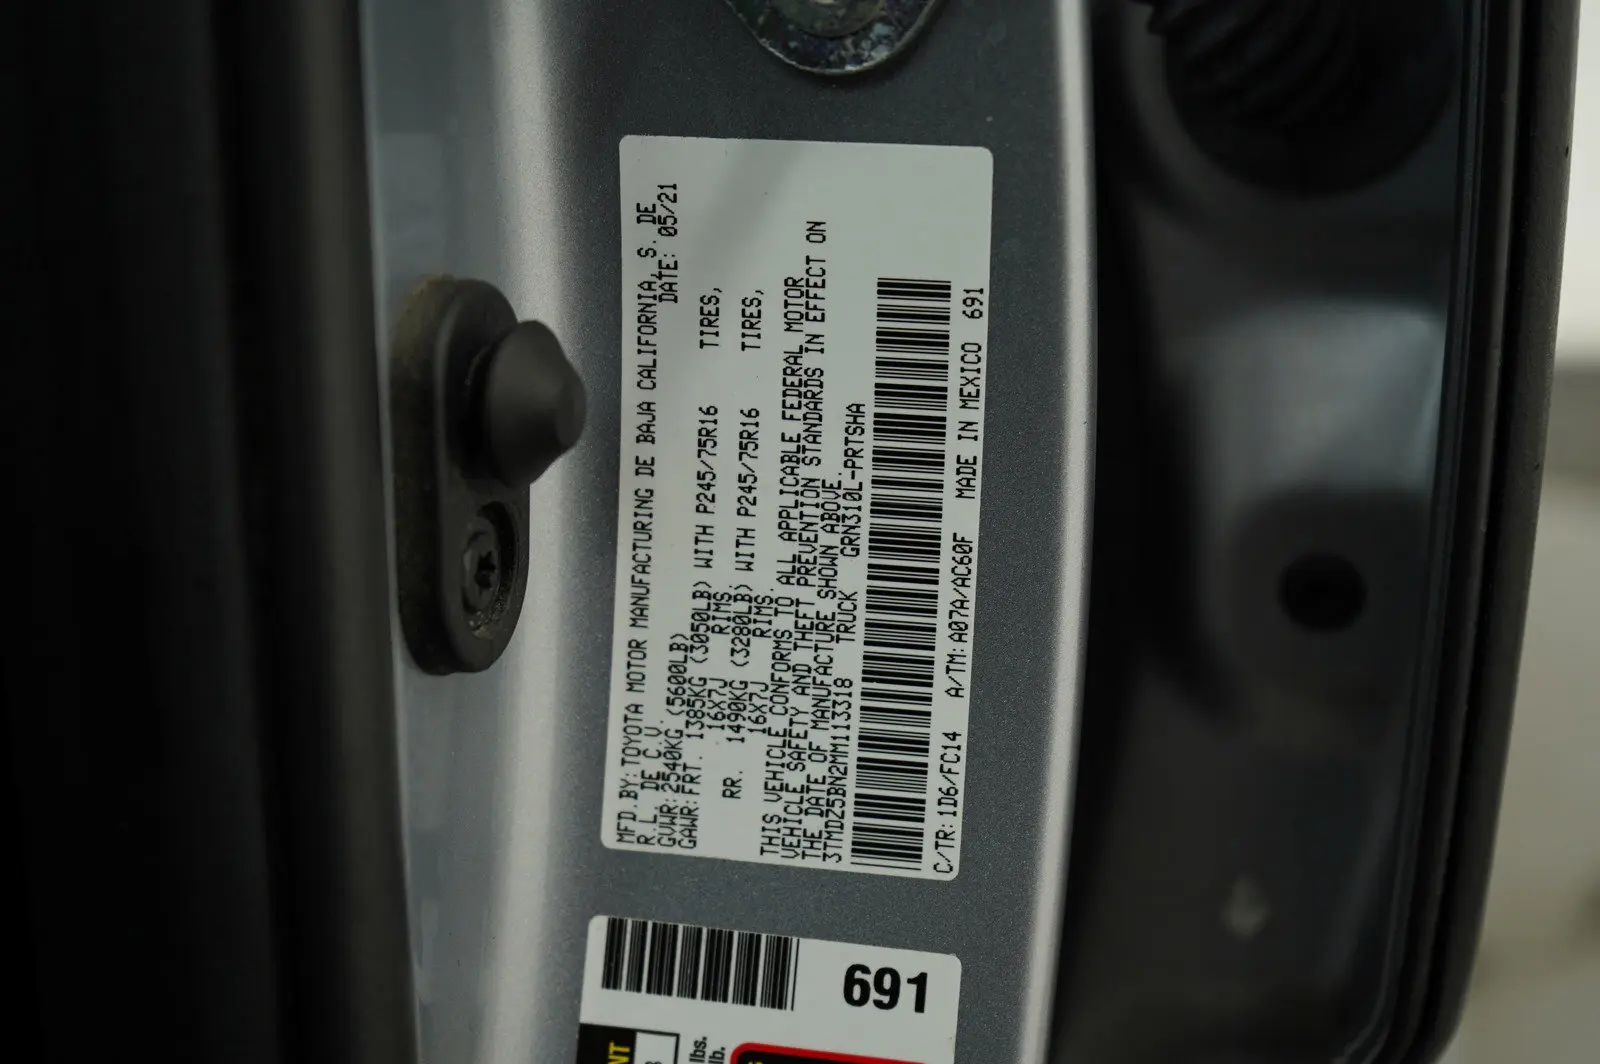 MFD.BY:TOYOTA MOTOR MANUFACTURING DE BAJA CALIFORNIA, S. DE
R.L. DE C.V. DATE: 05/21
GVWR:2540KG (5600LB)
GAWR:FRT. 1385KG (3050LB) WITH P245/75R16 TIRES,
16X7J RIMS.
RR. 1490KG (3280LB) WITH P245/75R16 TIRES,
16X7J RIMS.
THIS VEHICLE CONFORMS TO ALL APPLICABLE FEDERAL MOTOR
VEHICLE SAFETY AND THEFT PREVENTION STANDARDS IN EFFECT ON
THE DATE OF MANUFACTURE SHOWN ABOVE.
3TMDZ5BN2MM113318 TRUCK GRN310L-PRTSHA
C/TR:1D6/FC14 A/TM:A07A/AC60F MADE IN MEXICO 691
691
lbs.
lb.